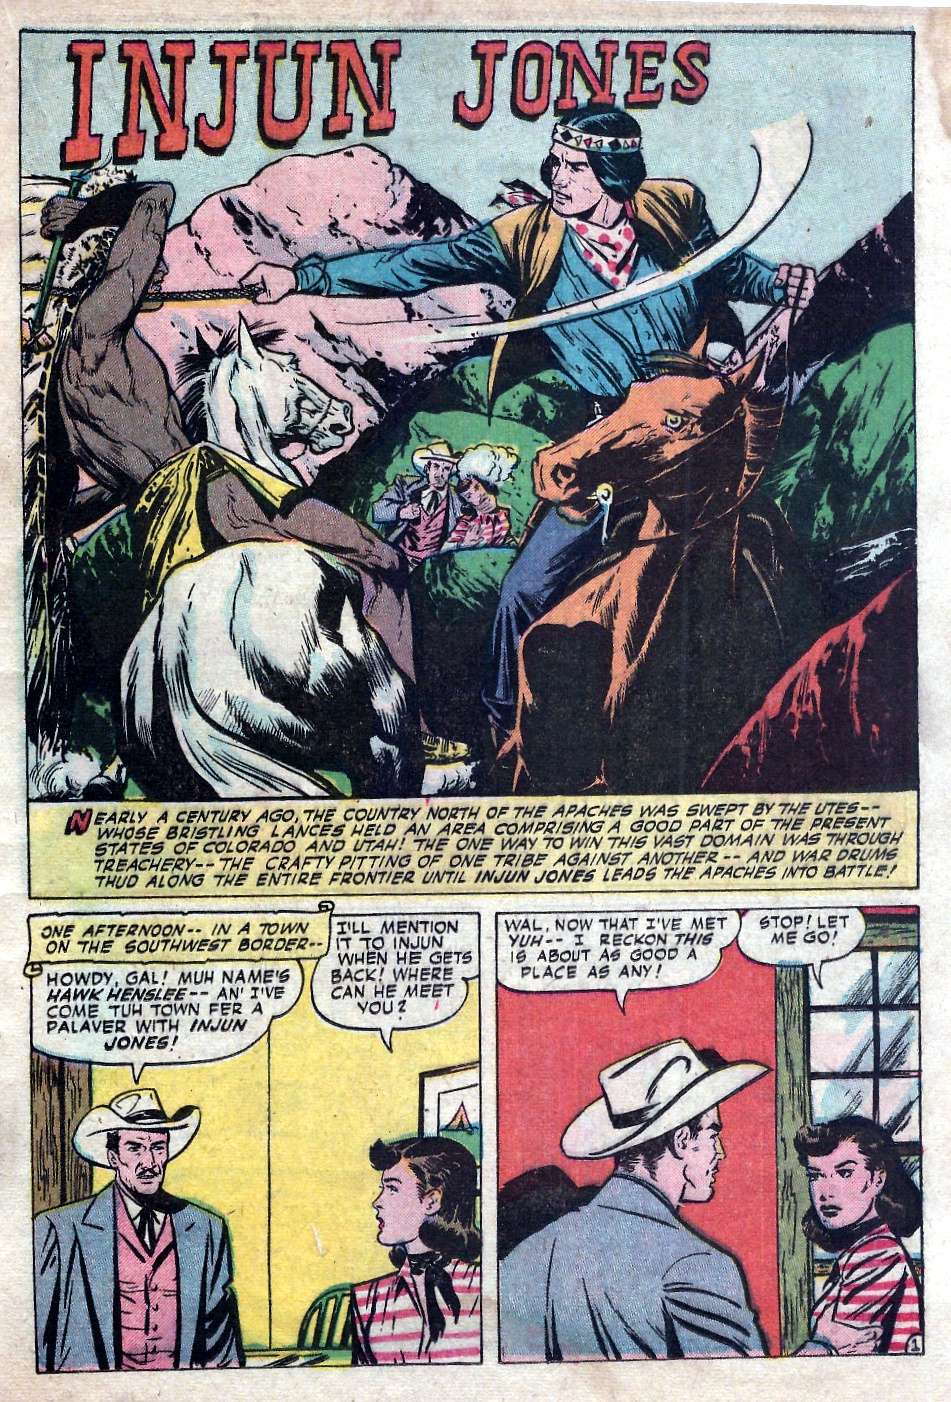 INJUN JONES
NEARLY A CENTURY AGO, THE COUNTRY NORTH OF THE APACHES WAS SWEPT BY THE UTES--
WHOSE BRISTLING LANCES HELD AN AREA COMPRISING A GOOD PART OF THE PRESENT
STATES OF COLORADO AND UTAH! THE ONE WAY TO WIN THIS VAST DOMAIN WAS THROUGH
TREACHERY-- THE CRAFTY PITTING OF ONE TRIBE AGAINST ANOTHER -- AND WAR DRUMS
THUD ALONG THE ENTIRE FRONTIER UNTIL INJUN JONES LEADS THE APACHES INTO BATTLE!
ONE AFTERNOON-- IN A TOWN
ON THE SOUTHWEST BORDER--
HOWDY, GAL! MUH NAME'S
HAWK HENSLEE-- AN' I'VE
COME TUH TOWN FER A
PALAVER WITH INJUN
JONES!
I'LL MENTION
IT TO INJUN
WHEN HE GETS
BACK! WHERE
CAN HE MEET
YOU?
WAL, NOW THAT I'VE MET
YUH-- I RECKON THIS
IS ABOUT AS GOOD A
PLACE AS ANY!
STOP! LET
ME GO!
1